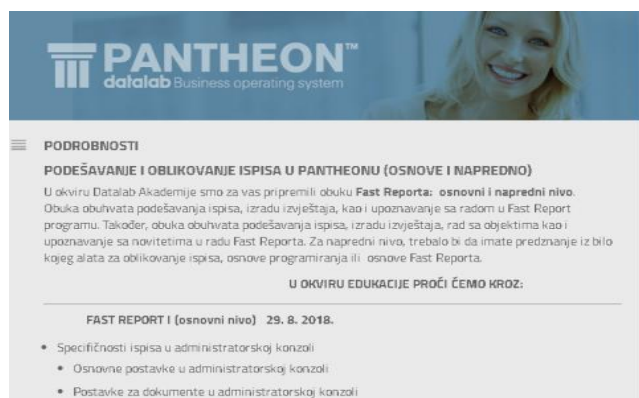 PANTHEON™
datalab Business operating system
PODROBNOSTI
PODEŠAVANJE I OBLIKOVANJE ISPISA U PANTHEONU (OSNOVE I NAPREDNO)
U okviru Datalab Akademije smo za vas pripremili obuku Fast Reporta: osnovni i napredni nivo.
Obuka obuhvata podešavanja ispisa, izradu izvještaja, kao i upoznavanje sa radom u Fast Report
programu. Također, obuka obuhvata podešavanja ispisa, izradu izvještaja, rad sa objektima kao i
upoznavanje sa novitetima u radu Fast Reporta. Za napredni nivo, trebalo bi da imate predznanje iz bilo
kojeg alata za oblikovanje ispisa, osnove programiranja ili osnove Fast Reporta.
U OKVIRU EDUKACIJE PROČI ČEMO KROZ:
FAST REPORT I (osnovni nivo) 29. 8. 2018.
• Specifičnosti ispisa u administratorskoj konzoli
• Osnovne postavke u administratorskoj konzoli
• Postavke za dokumente u administratorskoj konzoli